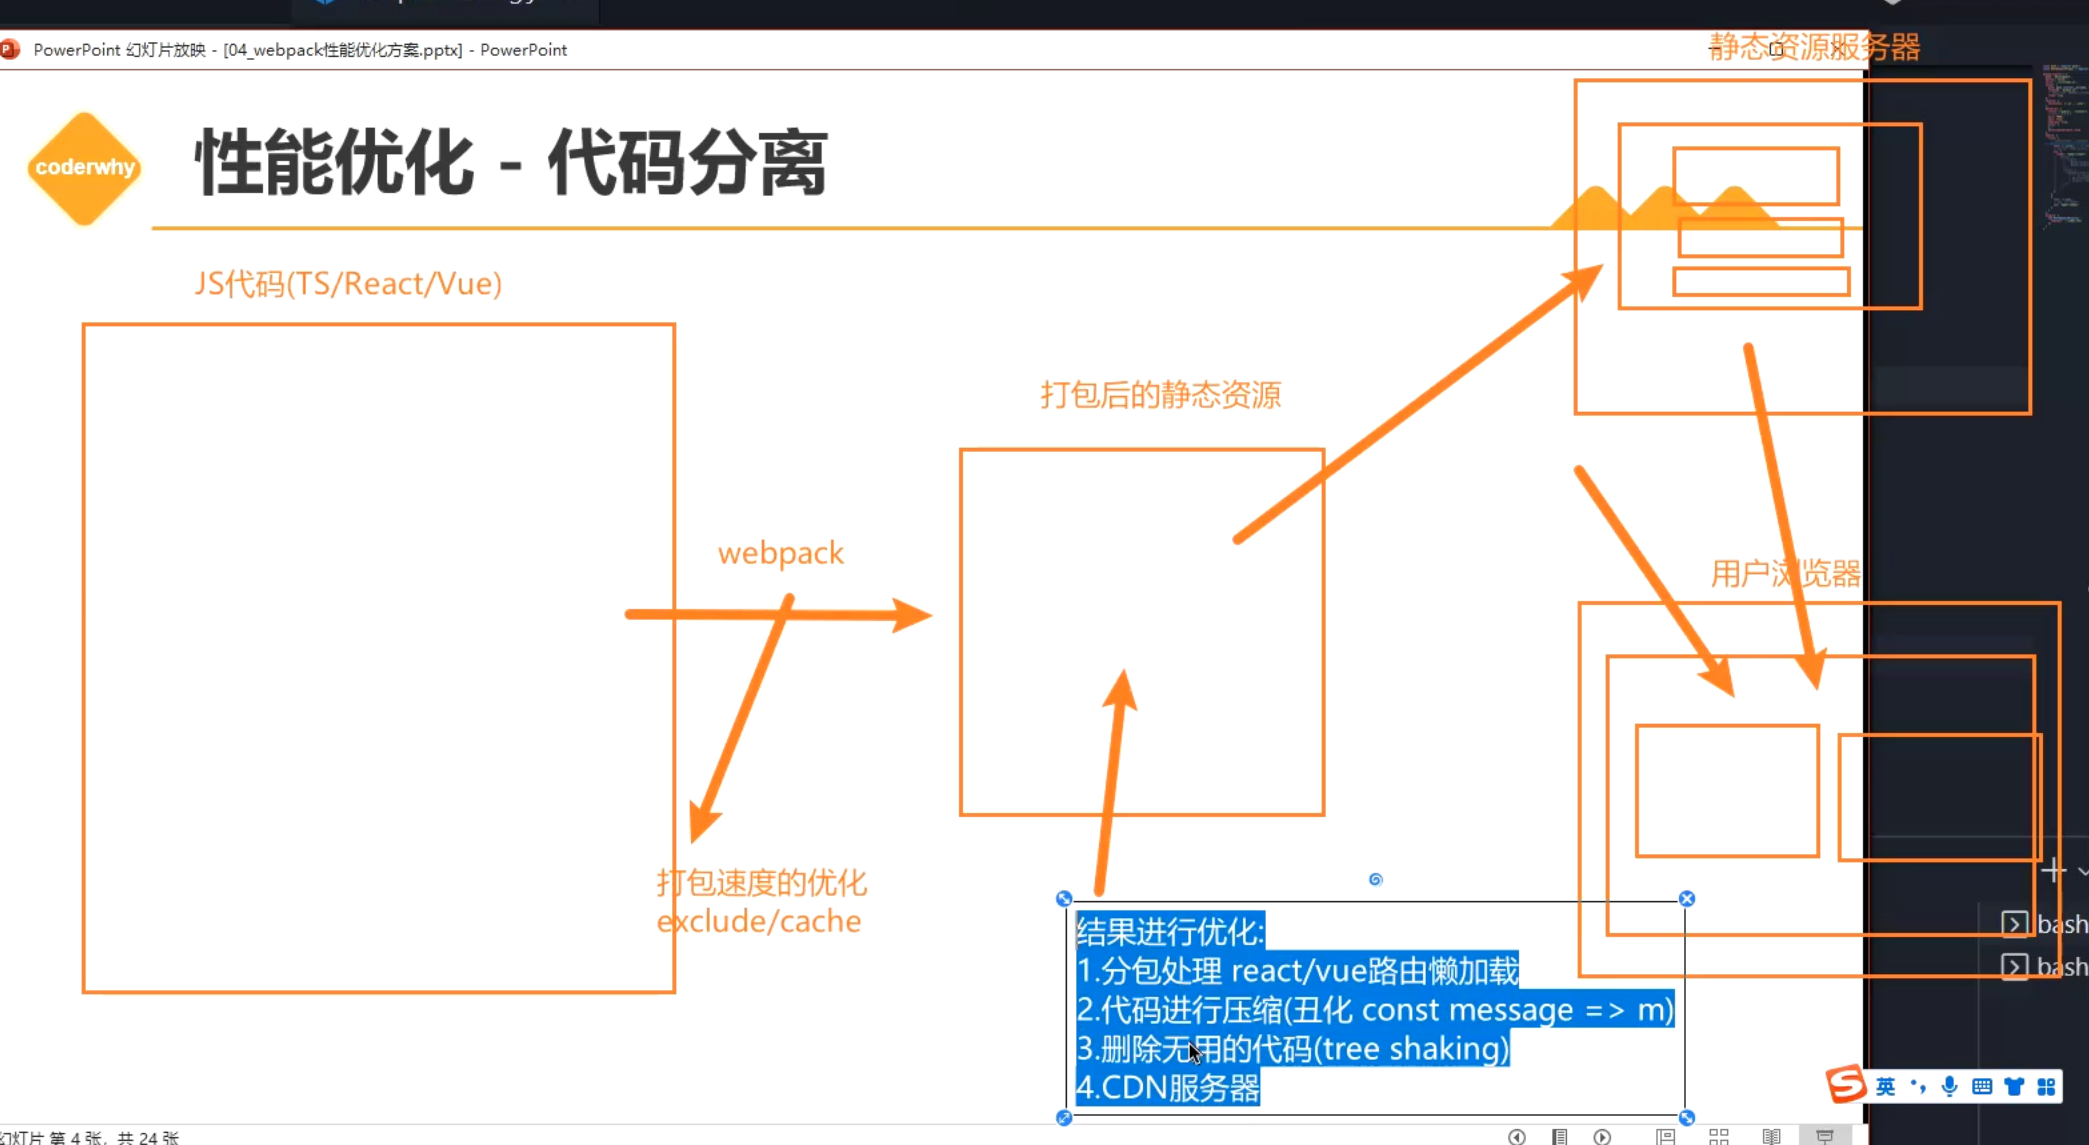 PowerPoint 幻灯片放映 - [04_webpack性能优化方案.pptx] - PowerPoint
静态资源服务器
coderwhy
性能优化 - 代码分离
JS代码(TS/React/Vue)
打包后的静态资源
webpack
用户浏览器
打包速度的优化
exclude/cache
结果进行优化:
1.分包处理 react/vue路由懒加载
2.代码进行压缩(丑化 const message => m)
3.删除无用的代码(tree shaking)
4.CDN服务器
bash
bash
英
幻灯片 第 4 张，共 24 张